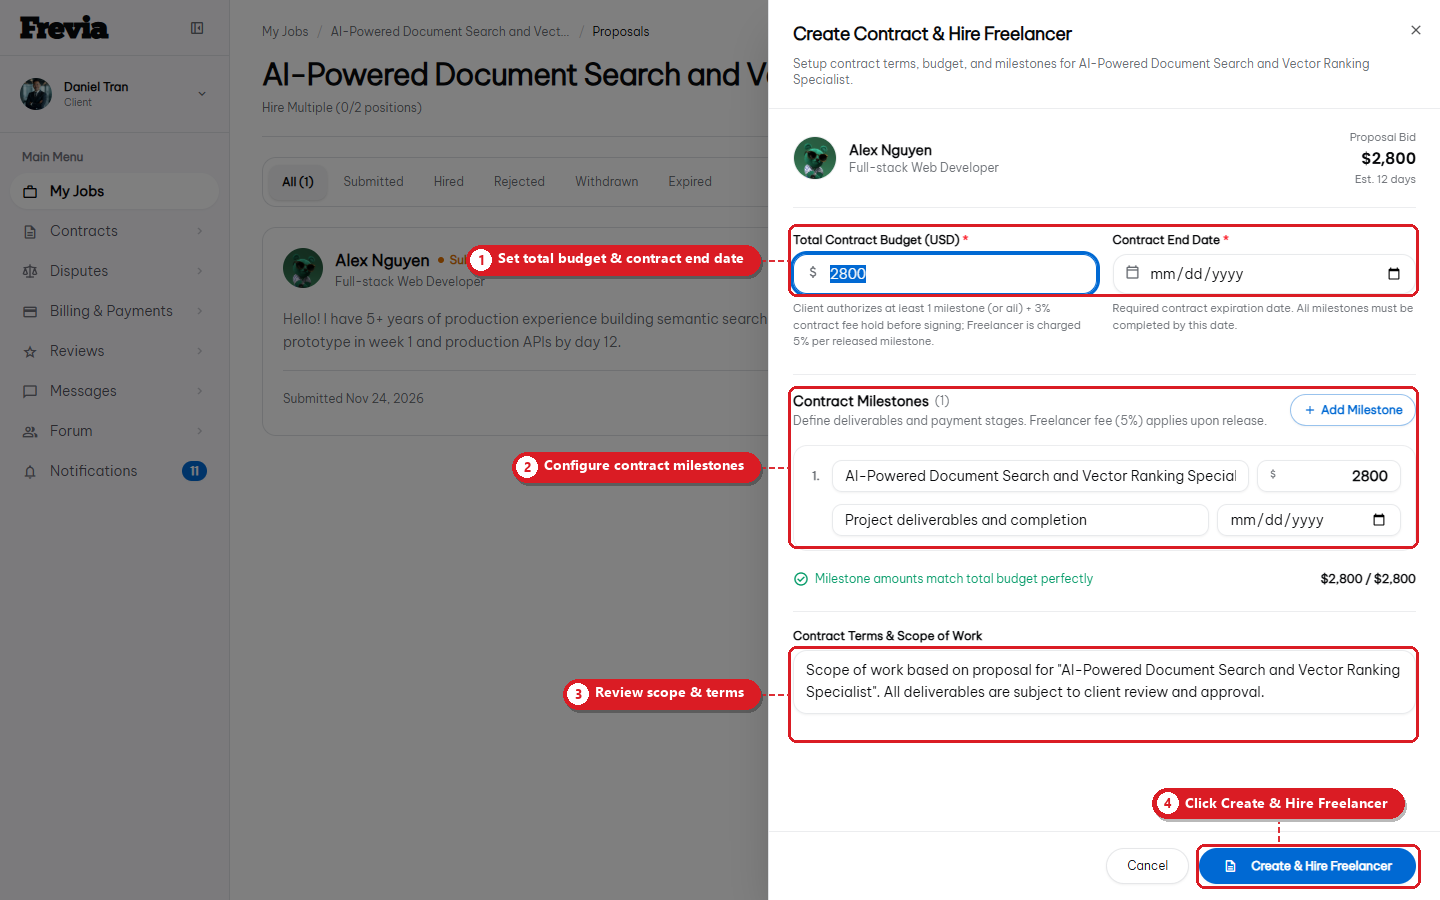 Frevia
Daniel Tran
Client
Main Menu
My Jobs
Contracts
Disputes
Billing & Payments
Reviews
Messages
Forum
Notifications
11
My Jobs / AI-Powered Document Search and Vect... / Proposals
AI-Powered Document Search and V
Hire Multiple (0/2 positions)
All (1)
Submitted
Hired
Rejected
Withdrawn
Expired
Alex Nguyen
Full-stack Web Developer
Hello! I have 5+ years of production experience building semantic search
prototype in week 1 and production APIs by day 12.
Submitted Nov 24, 2026
1 Set total budget & contract end date
2 Configure contract milestones
3 Review scope & terms
Create Contract & Hire Freelancer
Setup contract terms, budget, and milestones for AI-Powered Document Search and Vector Ranking
Specialist.
Alex Nguyen
Full-stack Web Developer
Proposal Bid
$2,800
Est. 12 days
Total Contract Budget (USD) *
$ 2800
Client authorizes at least 1 milestone (or all) + 3%
contract fee hold before signing; Freelancer is charged
5% per released milestone.
Contract End Date *
mm/dd/yyyy
Required contract expiration date. All milestones must be
completed by this date.
Contract Milestones (1)
Define deliverables and payment stages. Freelancer fee (5%) applies upon release.
+ Add Milestone
1. AI-Powered Document Search and Vector Ranking Special
$ 2800
Project deliverables and completion
mm/dd/yyyy
Milestone amounts match total budget perfectly
$2,800 / $2,800
Contract Terms & Scope of Work
Scope of work based on proposal for "AI-Powered Document Search and Vector Ranking
Specialist". All deliverables are subject to client review and approval.
4 Click Create & Hire Freelancer
Cancel
Create & Hire Freelancer